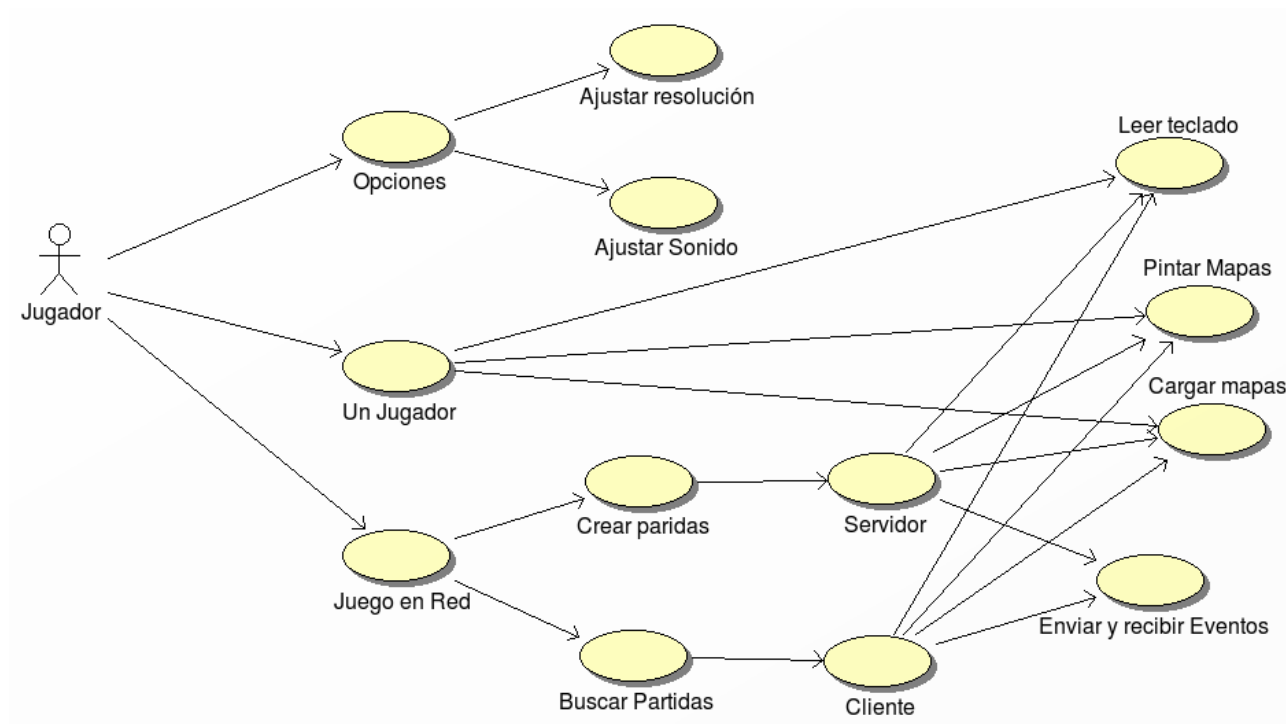 Ajustar resolución
Leer teclado
Opciones
Ajustar Sonido
Pintar Mapas
Jugador
Cargar mapas
Un Jugador
Crear paridas
Servidor
Juego en Red
Enviar y recibir Eventos
Buscar Partidas
Cliente